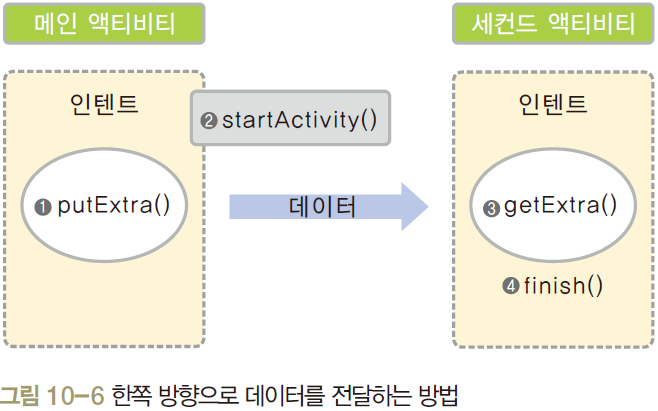 메인 액티비티
세컨드 액티비티
인텐트
❷ startActivity()
인텐트
❶ putExtra()
데이터
❸ getExtra()
❹ finish()
그림 10-6 한쪽 방향으로 데이터를 전달하는 방법